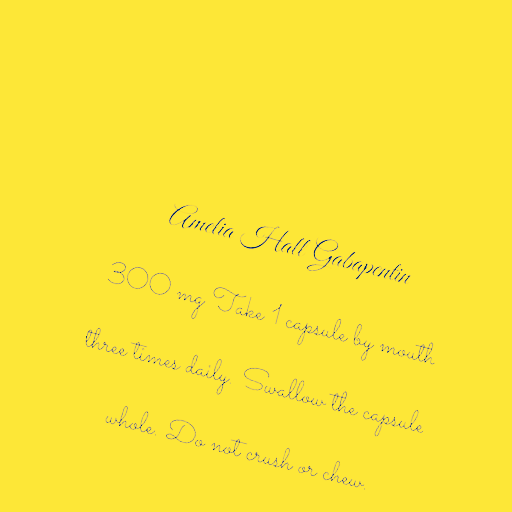 Amelia Hall Gabapentin
300 mg Take 1 capsule by mouth
three times daily. Swallow the capsule
whole. Do not crush or chew.